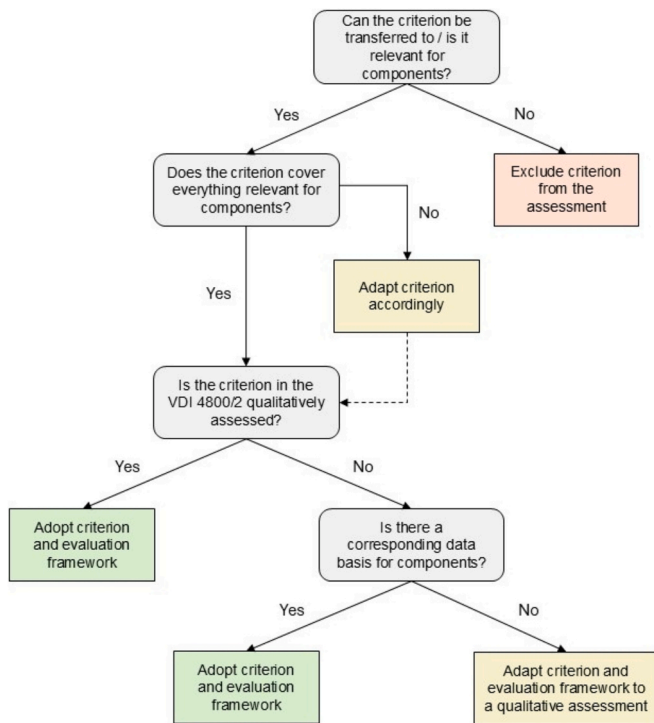 Can the criterion be
transferred to / is it
relevant for
components?
Yes
No
Does the criterion cover
everything relevant for
components?
Exclude criterion
from the
assessment
No
Yes
Adapt criterion
accordingly
Is the criterion in the
VDI 4800/2 qualitatively
assessed?
Yes
No
Adopt criterion
and evaluation
framework
Is there a
corresponding data
basis for components?
Yes
No
Adopt criterion
and evaluation
framework
Adapt criterion and
evaluation framework to
a qualitative assessment